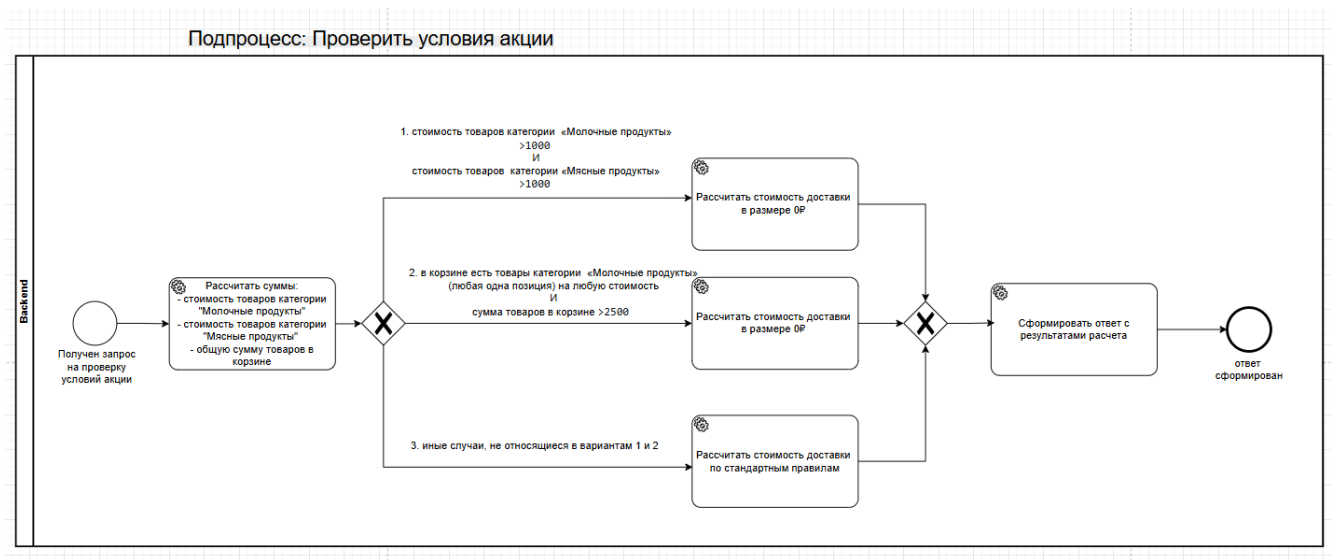 Подпроцесс: Проверить условия акции
Backend
Получен запрос
на проверку
условий акции
Рассчитать суммы:
- стоимость товаров категории
"Молочные продукты"
- стоимость товаров категории
"Мясные продукты"
- общую сумму товаров в
корзине
1. стоимость товаров категории «Молочные продукты»
>1000
И
стоимость товаров категории «Мясные продукты»
>1000
Рассчитать стоимость доставки
в размере 0₽
2. в корзине есть товары категории «Молочные продукты»
(любая одна позиция) на любую стоимость
И
сумма товаров в корзине >2500
Рассчитать стоимость доставки
в размере 0₽
3. иные случаи, не относящиеся в вариантам 1 и 2
Рассчитать стоимость доставки
по стандартным правилам
Сформировать ответ с
результатами расчета
ответ
сформирован